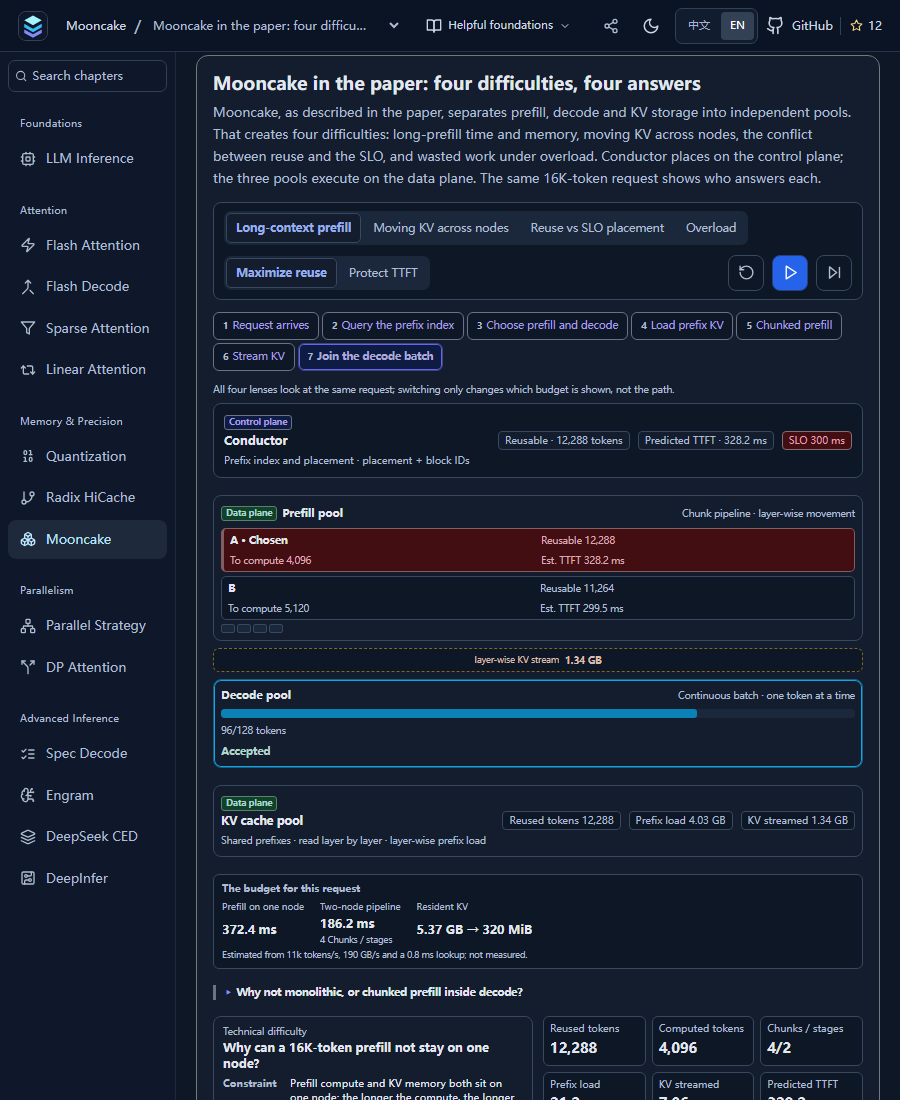 Mooncake / Mooncake in the paper: four difficu...
Helpful foundations
中文 EN GitHub 12
Search chapters
Foundations
LLM Inference
Attention
Flash Attention
Flash Decode
Sparse Attention
Linear Attention
Memory & Precision
Quantization
Radix HiCache
Mooncake
Parallelism
Parallel Strategy
DP Attention
Advanced Inference
Spec Decode
Engram
DeepSeek CED
DeepInfer
Mooncake in the paper: four difficulties, four answers
Mooncake, as described in the paper, separates prefill, decode and KV storage into independent pools.
That creates four difficulties: long-prefill time and memory, moving KV across nodes, the conflict
between reuse and the SLO, and wasted work under overload. Conductor places on the control plane;
the three pools execute on the data plane. The same 16K-token request shows who answers each.
Long-context prefill Moving KV across nodes Reuse vs SLO placement Overload
Maximize reuse Protect TTFT
1 Request arrives 2 Query the prefix index 3 Choose prefill and decode 4 Load prefix KV 5 Chunked prefill
6 Stream KV 7 Join the decode batch
All four lenses look at the same request; switching only changes which budget is shown, not the path.
Control plane
Conductor
Prefix index and placement · placement + block IDs
Reusable · 12,288 tokens Predicted TTFT · 328.2 ms SLO 300 ms
Data plane Prefill pool Chunk pipeline · layer-wise movement
A • Chosen Reusable 12,288
To compute 4,096 Est. TTFT 328.2 ms
B Reusable 11,264
To compute 5,120 Est. TTFT 299.5 ms
layer-wise KV stream 1.34 GB
Decode pool Continuous batch · one token at a time
96/128 tokens
Accepted
Data plane
KV cache pool
Shared prefixes · read layer by layer · layer-wise prefix load
Reused tokens 12,288 Prefix load 4.03 GB KV streamed 1.34 GB
The budget for this request
Prefill on one node Two-node pipeline Resident KV
372.4 ms 186.2 ms 5.37 GB → 320 MiB
4 Chunks / stages
Estimated from 11k tokens/s, 190 GB/s and a 0.8 ms lookup; not measured.
Why not monolithic, or chunked prefill inside decode?
Technical difficulty
Why can a 16K-token prefill not stay on one
node?
Constraint Prefill compute and KV memory both sit on
one node: the longer the compute, the longer
Reused tokens Computed tokens Chunks / stages
12,288 4,096 4/2
Prefix load KV streamed Predicted TTFT